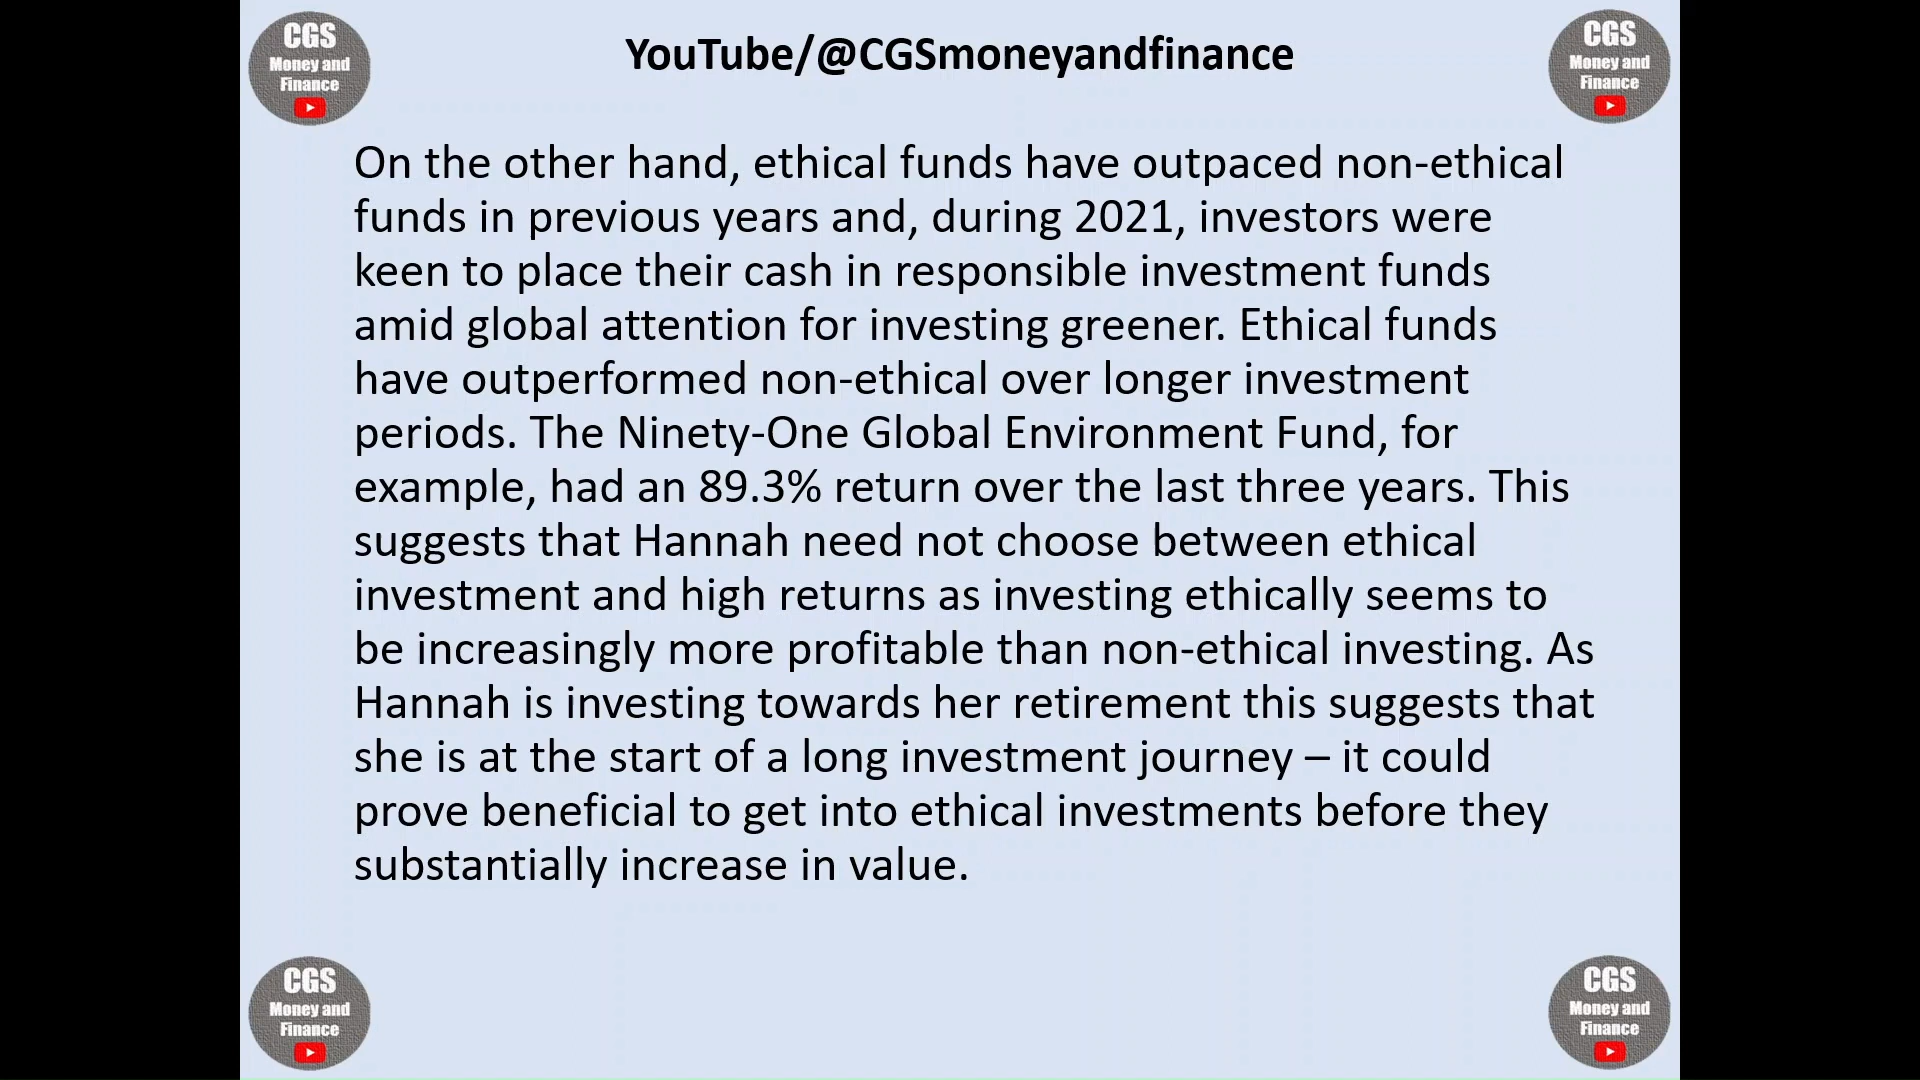 CGS
Money and
Finance
YouTube/@CGSmoneyandfinance
CGS
Money and
Finance
On the other hand, ethical funds have outpaced non-ethical
funds in previous years and, during 2021, investors were
keen to place their cash in responsible investment funds
amid global attention for investing greener. Ethical funds
have outperformed non-ethical over longer investment
periods. The Ninety-One Global Environment Fund, for
example, had an 89.3% return over the last three years. This
suggests that Hannah need not choose between ethical
investment and high returns as investing ethically seems to
be increasingly more profitable than non-ethical investing. As
Hannah is investing towards her retirement this suggests that
she is at the start of a long investment journey – it could
prove beneficial to get into ethical investments before they
substantially increase in value.
CGS
Money and
Finance
CGS
Money and
Finance